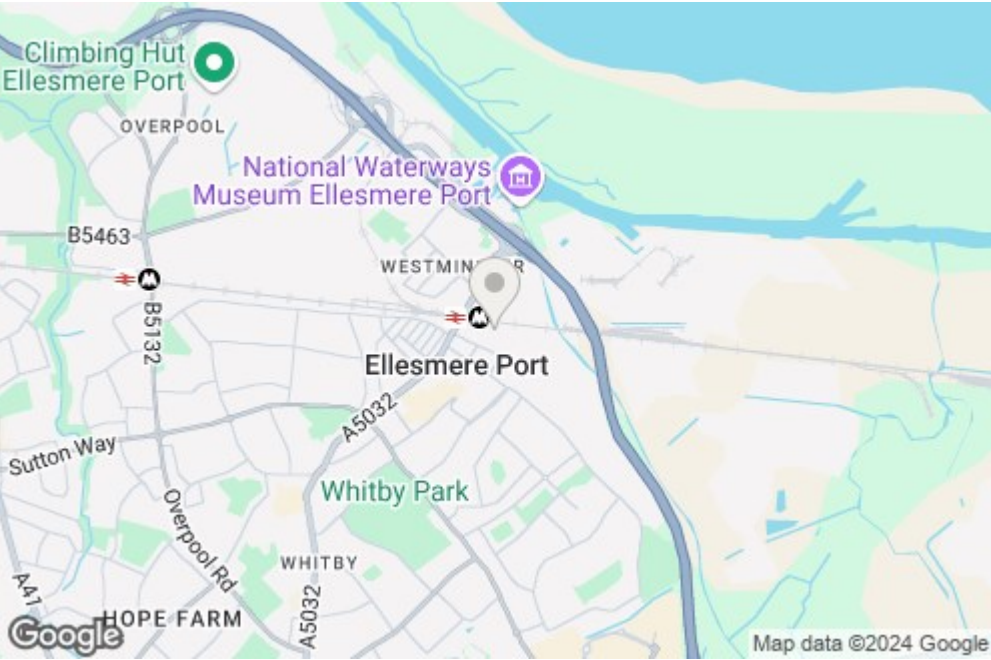 Climbing Hut
Ellesmere Port
OVERPOOL
National Waterways
Museum Ellesmere Port
B5463
B5132
Ellesmere Port
A5032
Sutton Way
Whitby Park
Overpool Rd
WHITBY
A5032
A41
HOPE FARM
Google
Map data ©2024 Google